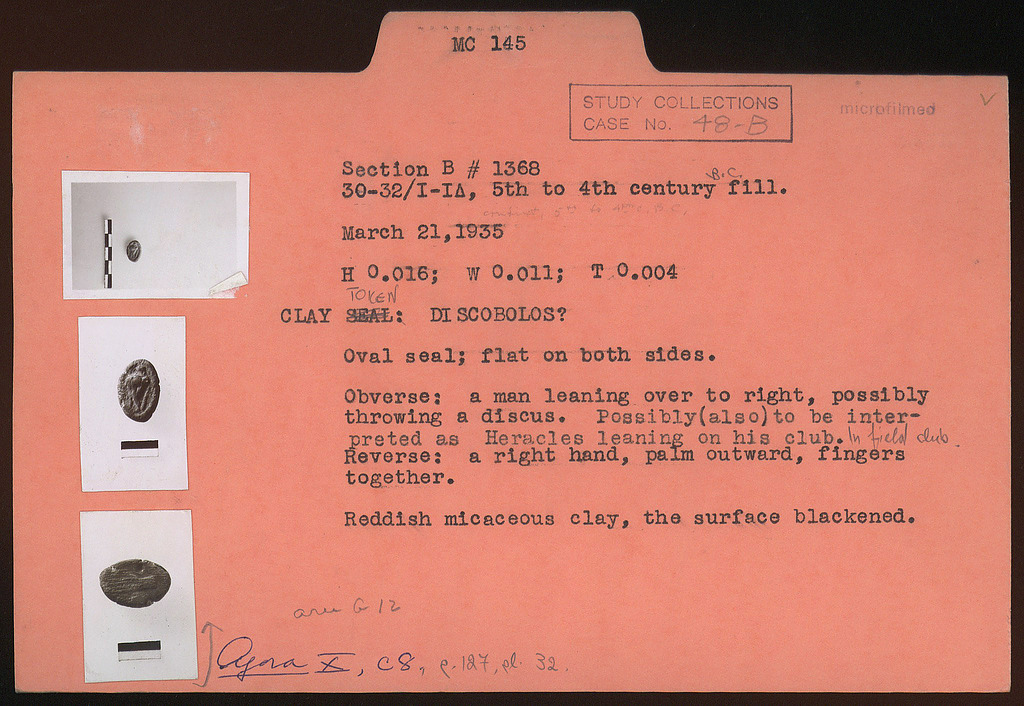 MC 145
STUDY COLLECTIONS
CASE No. 48-B
microfilmed
Section B # 1368
B.C.
30-32/I-IΔ, 5th to 4th century fill.
March 21,1935
H 0.016; W 0.011; T 0.004
TOKEN
CLAY SEAL: DISCOBOLOS?
Oval seal; flat on both sides.
Obverse: a man leaning over to right, possibly
throwing a discus. Possibly(also)to be inter-
preted as Heracles leaning on his club. In field club.
Reverse: a right hand, palm outward, fingers
together.
Reddish micaceous clay, the surface blackened.
area G 12
Agora X, C8, p.187, pl. 32.